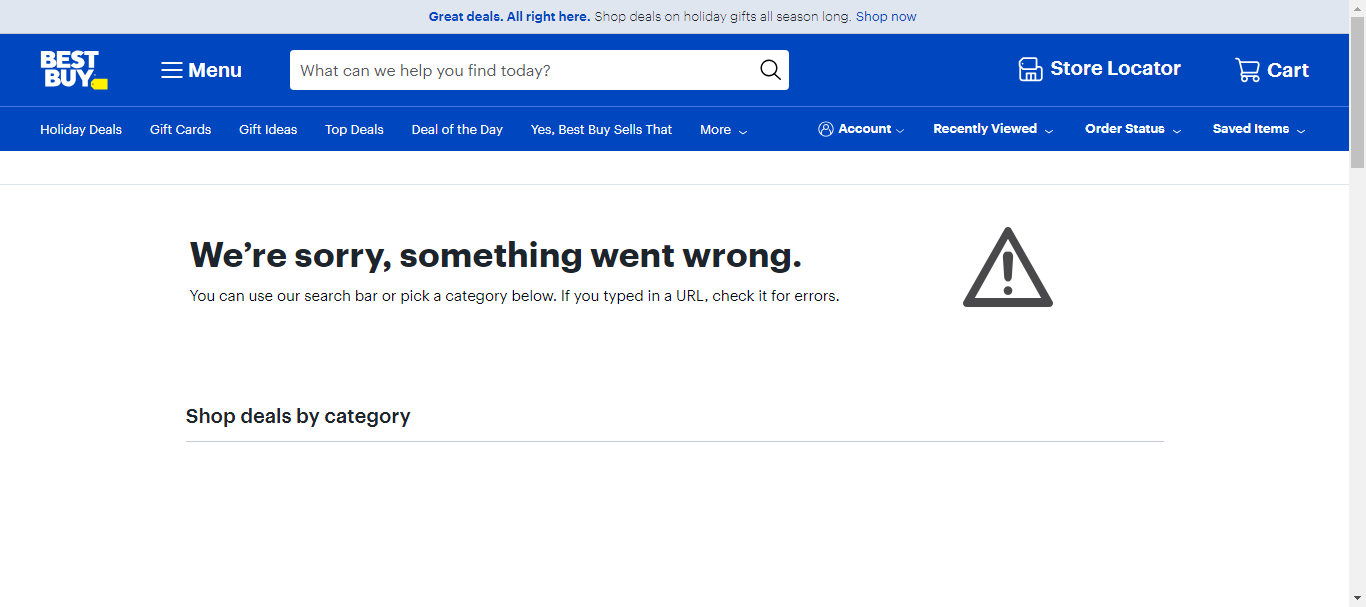 Great deals. All right here. Shop deals on holiday gifts all season long. Shop now
BEST
BUY
Menu
What can we help you find today?
Store Locator
Cart
Holiday Deals Gift Cards Gift Ideas Top Deals Deal of the Day Yes, Best Buy Sells That More Account Recently Viewed Order Status Saved Items
We’re sorry, something went wrong.
You can use our search bar or pick a category below. If you typed in a URL, check it for errors.
Shop deals by category